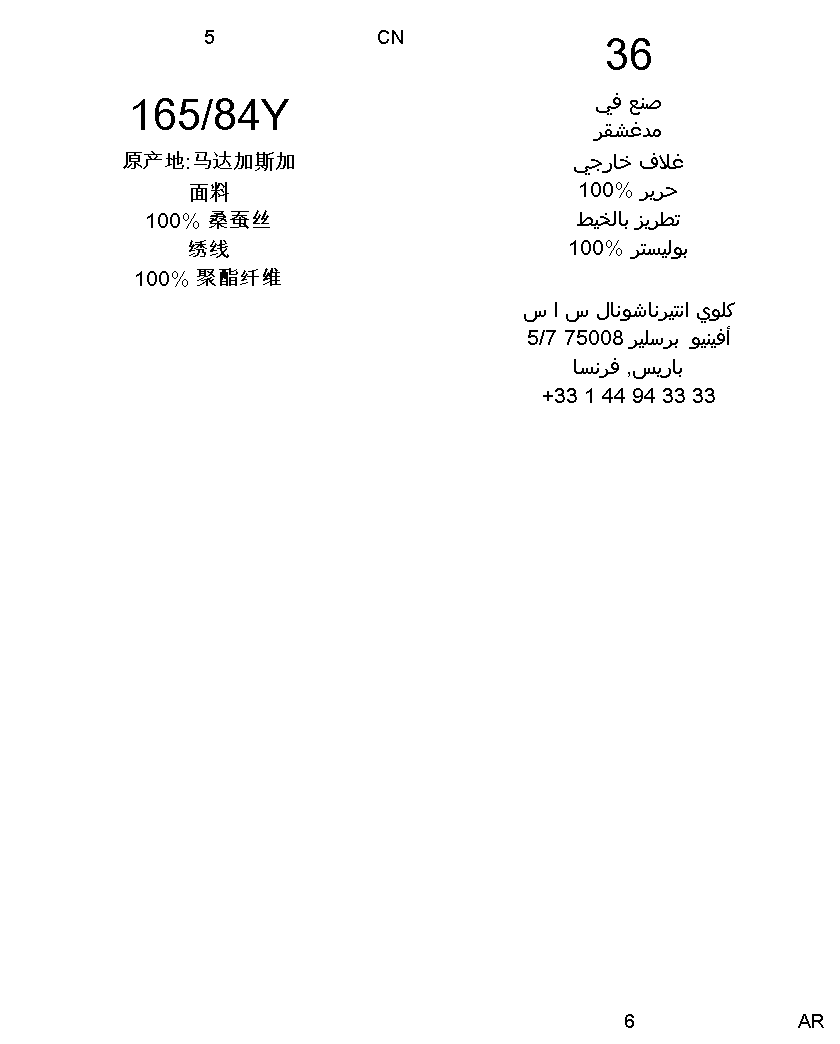 5
CN
165/84Y
原产地:马达加斯加
面料
100% 桑蚕丝
绣线
100% 聚酯纤维
36
صنع في
مدغشقر
غلاف خارجي
100% حرير
تطريز بالخيط
100% بوليستر
كلوي انتيرناشونال س ا س
5/7 75008 أفينيو برسلير
باريس, فرنسا
+33 1 44 94 33 33
6
AR